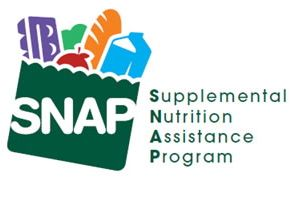 SNAP
Supplemental
Nutrition
Assistance
Program